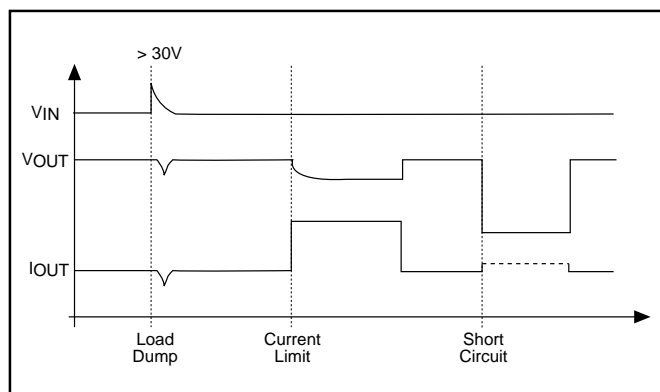 > 30V
VIN
VOUT
IOUT
Load
Dump
Current
Limit
Short
Circuit